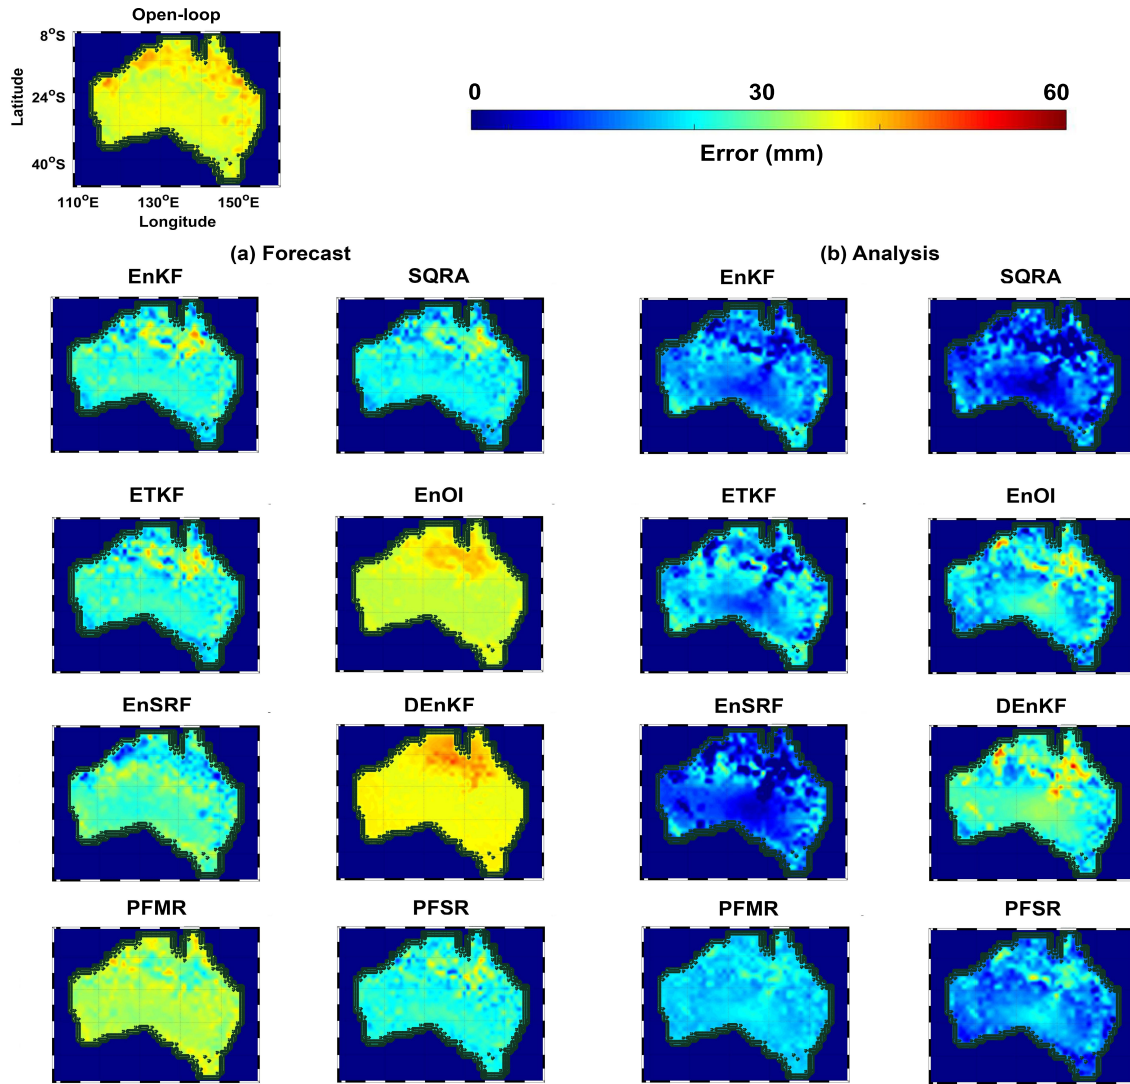 Open-loop
8°S
24°S
40°S
Latitude
110°E 130°E 150°E
Longitude
0 30 60
Error (mm)
(a) Forecast (b) Analysis
EnKF SQRA EnKF SQRA
ETKF EnOI ETKF EnOI
EnSRF DEnKF EnSRF DEnKF
PFMR PFSR PFMR PFSR